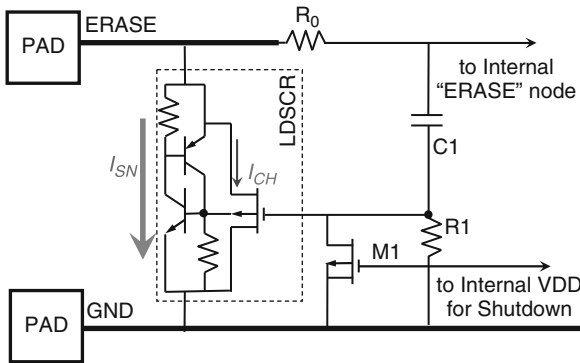 PAD
ERASE
R0
to Internal
“ERASE” node
LDSCR
C1
ISN
ICH
R1
M1
to Internal VDD
for Shutdown
GND
PAD